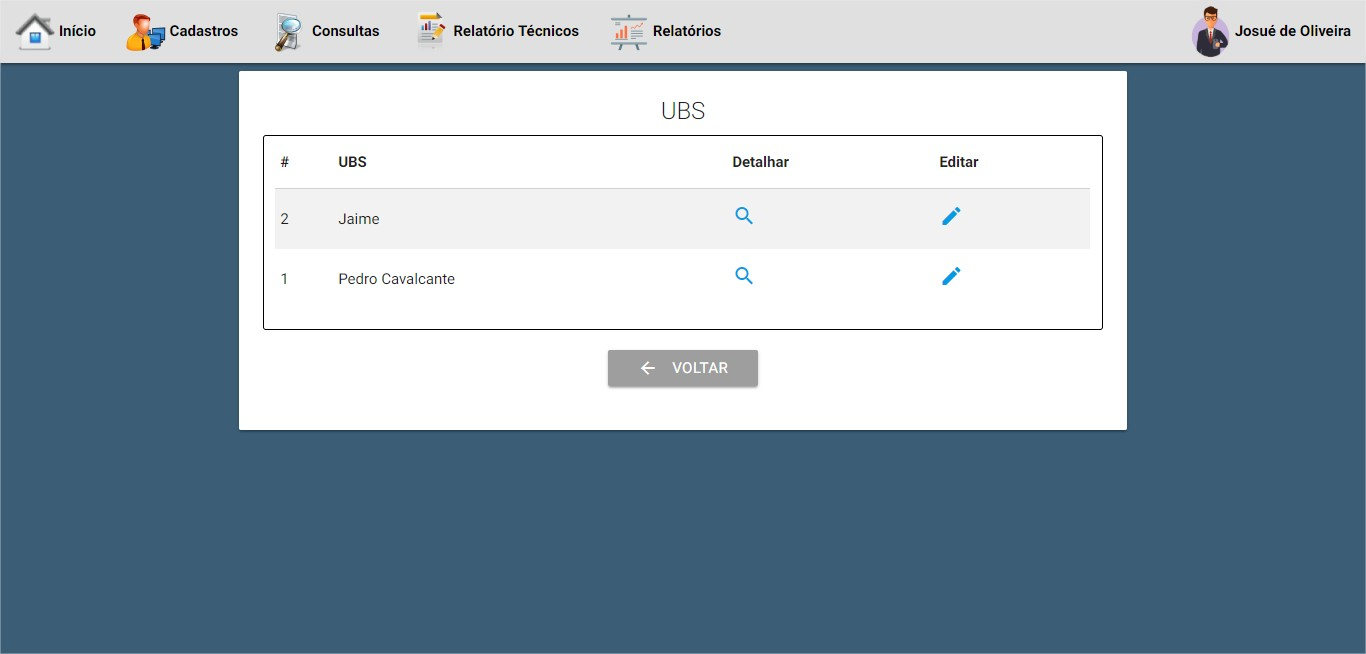 Início Cadastros Consultas Relatório Técnicos Relatórios Josué de Oliveira
UBS
# UBS Detalhar Editar
2 Jaime
1 Pedro Cavalcante
VOLTAR